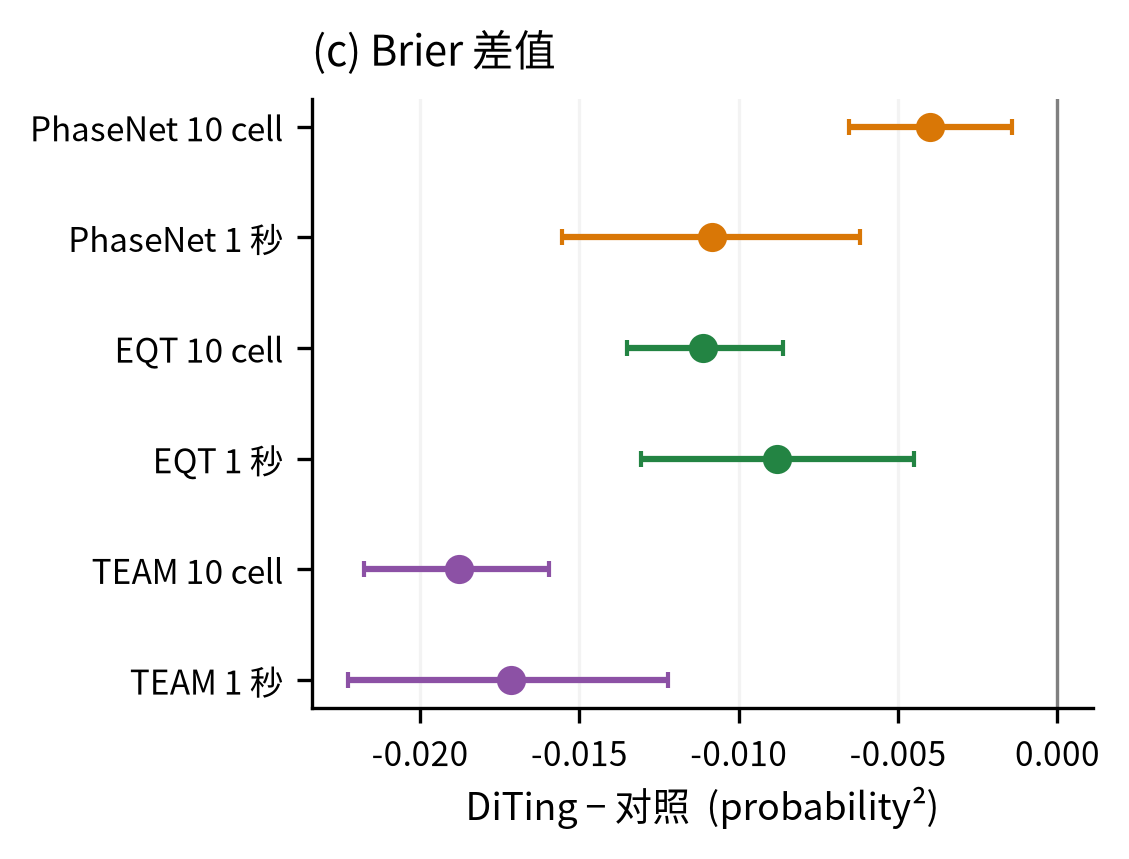 (c) Brier 差值
PhaseNet 10 cell
PhaseNet 1 秒
EQT 10 cell
EQT 1 秒
TEAM 10 cell
TEAM 1 秒
-0.020 -0.015 -0.010 -0.005 0.000
DiTing − 对照 (probability²)